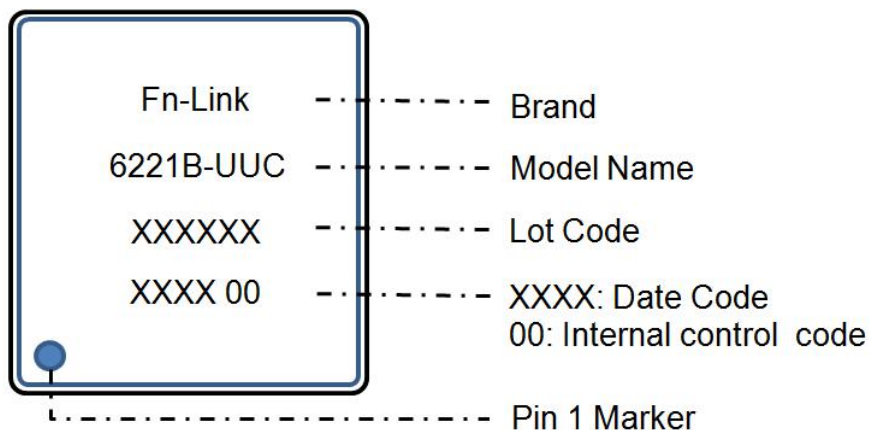 Fn-Link
Brand
6221B-UUC
Model Name
XXXXXX
Lot Code
XXXX 00
XXXX: Date Code
00: Internal control code
Pin 1 Marker